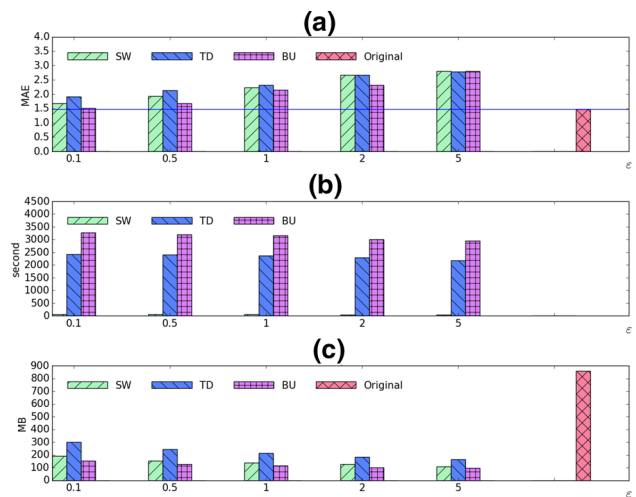 (a)
4.0
3.5
3.0
2.5
2.0
1.5
1.0
0.5
0.0
MAE
SW TD BU Original
0.1 0.5 1 2 5 ε
(b)
4500
4000
3500
3000
2500
2000
1500
1000
500
0
second
SW TD BU
0.1 0.5 1 2 5 ε
(c)
900
800
700
600
500
400
300
200
100
0
MB
SW TD BU Original
0.1 0.5 1 2 5 ε